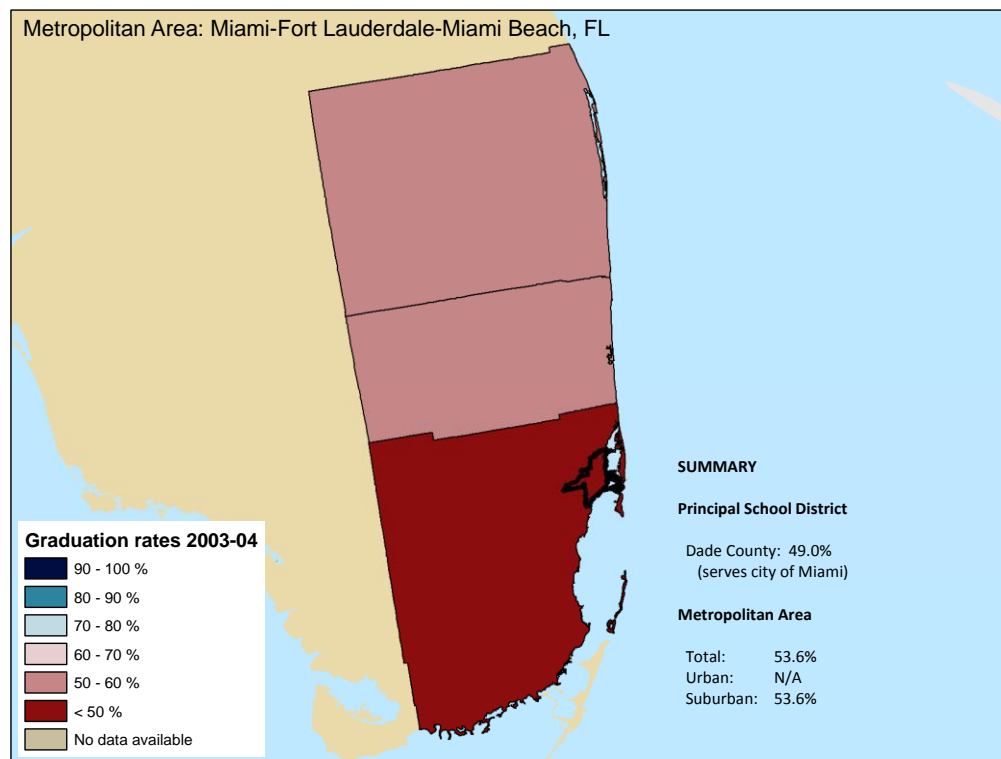 Metropolitan Area: Miami-Fort Lauderdale-Miami Beach, FL
SUMMARY
Principal School District
Dade County: 49.0%
(serves city of Miami)
Metropolitan Area
Total: 53.6%
Urban: N/A
Suburban: 53.6%
Graduation rates 2003-04
90 - 100 %
80 - 90 %
70 - 80 %
60 - 70 %
50 - 60 %
< 50 %
No data available